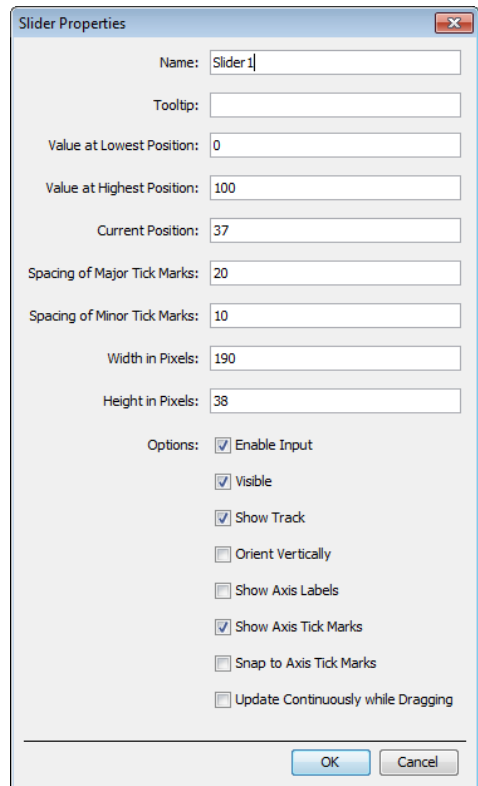 Slider Properties
Name: Slider1
Tooltip:
Value at Lowest Position: 0
Value at Highest Position: 100
Current Position: 37
Spacing of Major Tick Marks: 20
Spacing of Minor Tick Marks: 10
Width in Pixels: 190
Height in Pixels: 38
Options: Enable Input
Visible
Show Track
Orient Vertically
Show Axis Labels
Show Axis Tick Marks
Snap to Axis Tick Marks
Update Continuously while Dragging
OK Cancel